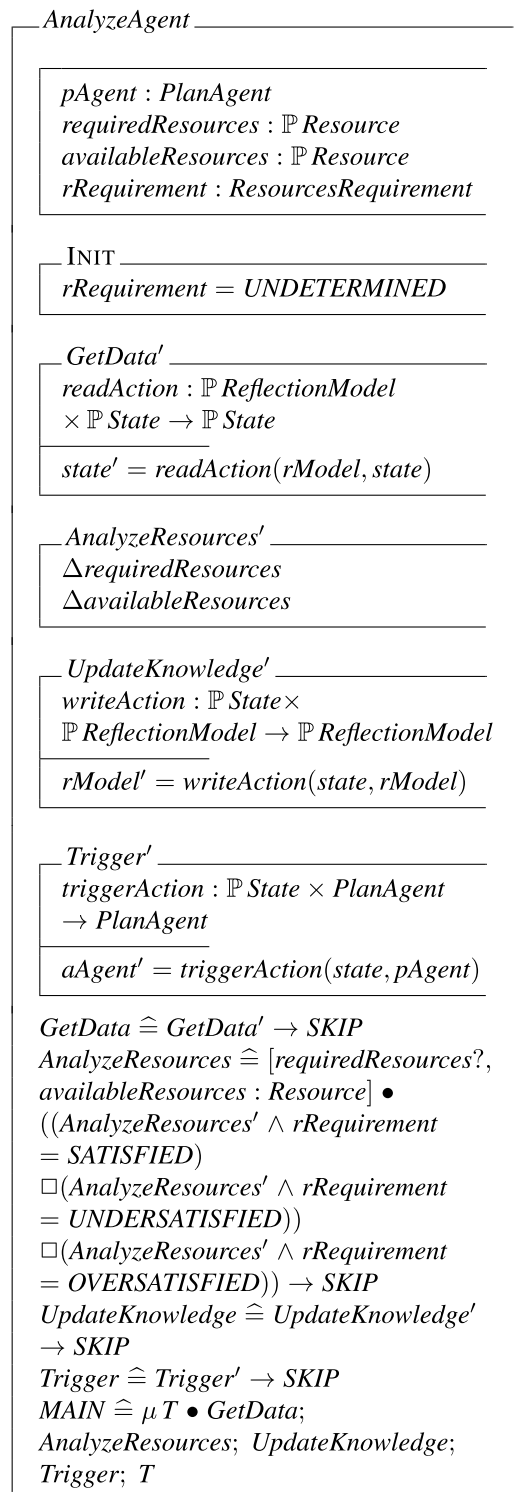 AnalyzeAgent
pAgent : PlanAgent
requiredResources : ℙ Resource
availableResources : ℙ Resource
rRequirement : ResourcesRequirement
INIT
rRequirement = UNDETERMINED
GetData′
readAction : ℙ ReflectionModel
× ℙ State → ℙ State
state′ = readAction(rModel, state)
AnalyzeResources′
ΔrequiredResources
ΔavailableResources
UpdateKnowledge′
writeAction : ℙ State×
ℙ ReflectionModel → ℙ ReflectionModel
rModel′ = writeAction(state, rModel)
Trigger′
triggerAction : ℙ State × PlanAgent
→ PlanAgent
aAgent′ = triggerAction(state, pAgent)
GetData ≙ GetData′ → SKIP
AnalyzeResources ≙ [requiredResources?,
availableResources : Resource] •
((AnalyzeResources′ ∧ rRequirement
= SATISFIED)
□(AnalyzeResources′ ∧ rRequirement
= UNDERSATISFIED))
□(AnalyzeResources′ ∧ rRequirement
= OVERSATISFIED)) → SKIP
UpdateKnowledge ≙ UpdateKnowledge′
→ SKIP
Trigger ≙ Trigger′ → SKIP
MAIN ≙ μ T • GetData;
AnalyzeResources; UpdateKnowledge;
Trigger; T